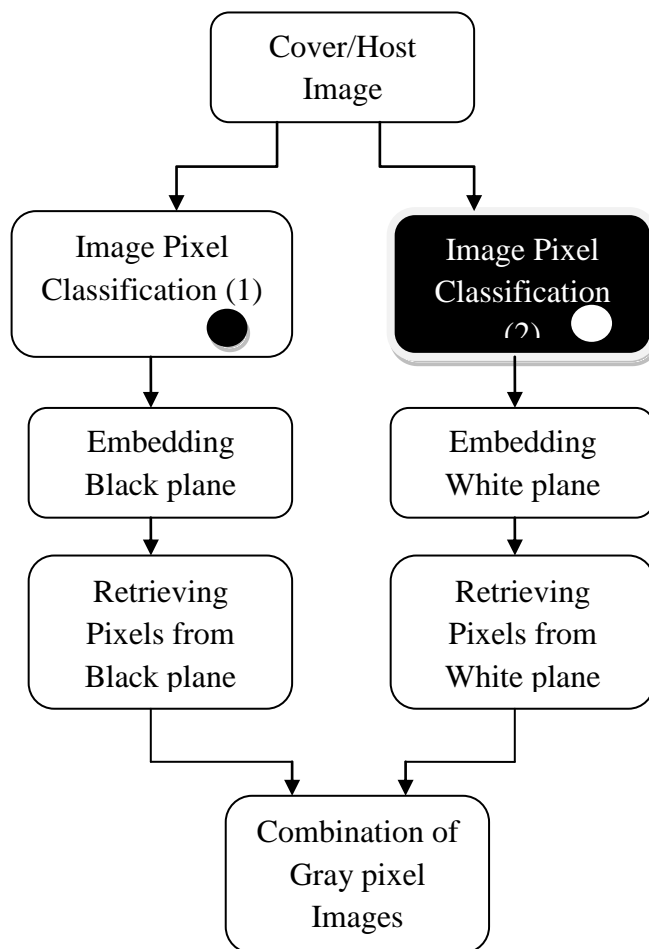 Cover/Host
Image
Image Pixel
Classification (1)
Image Pixel
Classification
(2)
Embedding
Black plane
Embedding
White plane
Retrieving
Pixels from
Black plane
Retrieving
Pixels from
White plane
Combination of
Gray pixel
Images